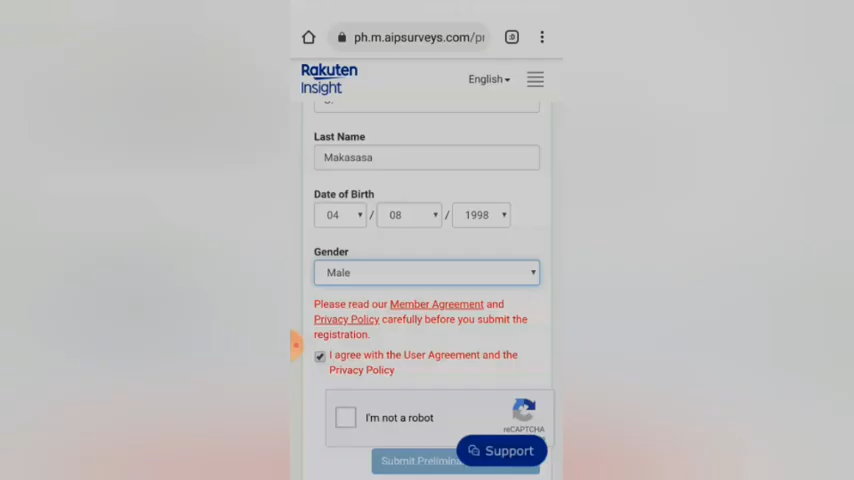 ph.m.aipsurveys.com/pr
:D
Rakuten
Insight
English
Last Name
Makasasa
Date of Birth
04 / 08 / 1998
Gender
Male
Please read our Member Agreement and
Privacy Policy carefully before you submit the
registration.
I agree with the User Agreement and the
Privacy Policy
I'm not a robot
reCAPTCHA
Support
Submit